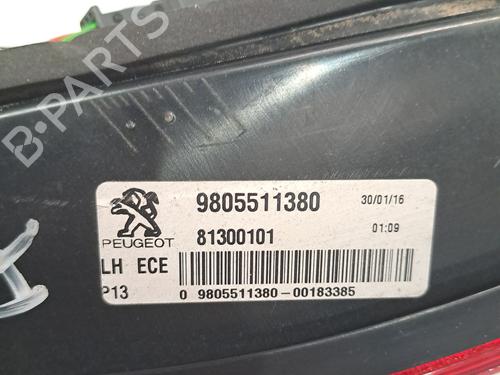 B-PARTS
9805511380 30/01/16
PEUGEOT 81300101 01:09
LH ECE
P13 0 9805511380-00183385